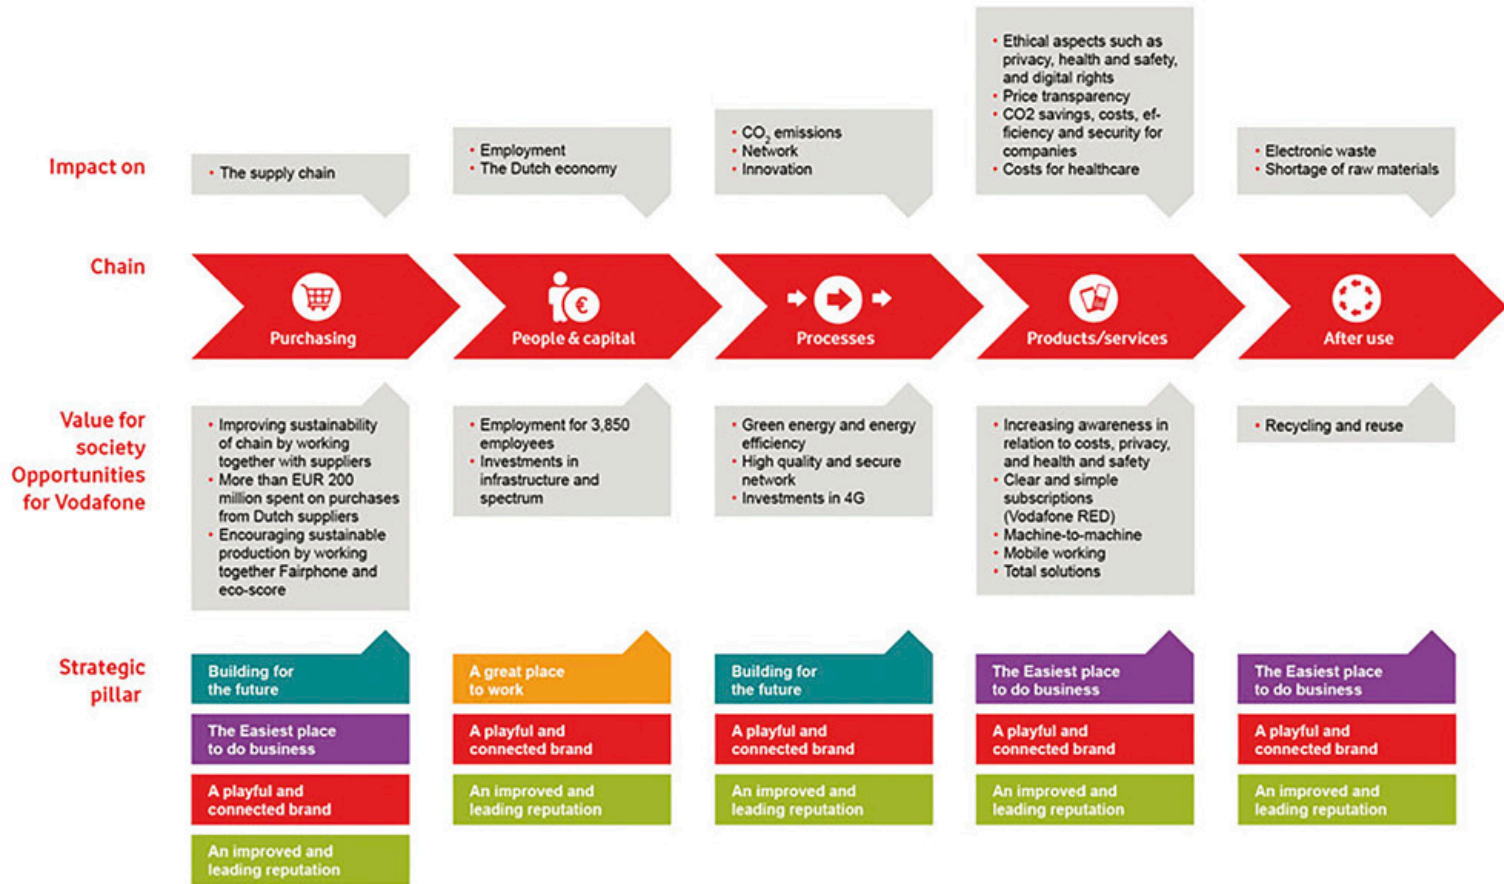 Impact on
• The supply chain
• Employment
• The Dutch economy
• CO₂ emissions
• Network
• Innovation
• Ethical aspects such as
privacy, health and safety,
and digital rights
• Price transparency
• CO2 savings, costs, ef-
ficiency and security for
companies
• Costs for healthcare
• Electronic waste
• Shortage of raw materials
Chain
Purchasing
€
People & capital
Processes
Products/services
After use
Value for
society
Opportunities
for Vodafone
• Improving sustainability
of chain by working
together with suppliers
• More than EUR 200
million spent on purchases
from Dutch suppliers
• Encouraging sustainable
production by working
together Fairphone and
eco-score
• Employment for 3,850
employees
• Investments in
infrastructure and
spectrum
• Green energy and energy
efficiency
• High quality and secure
network
• Investments in 4G
• Increasing awareness in
relation to costs, privacy,
and health and safety
• Clear and simple
subscriptions
(Vodafone RED)
• Machine-to-machine
• Mobile working
• Total solutions
• Recycling and reuse
Strategic
pillar
Building for
the future
The Easiest place
to do business
A playful and
connected brand
An improved and
leading reputation
A great place
to work
A playful and
connected brand
An improved and
leading reputation
Building for
the future
A playful and
connected brand
An improved and
leading reputation
The Easiest place
to do business
A playful and
connected brand
An improved and
leading reputation
The Easiest place
to do business
A playful and
connected brand
An improved and
leading reputation